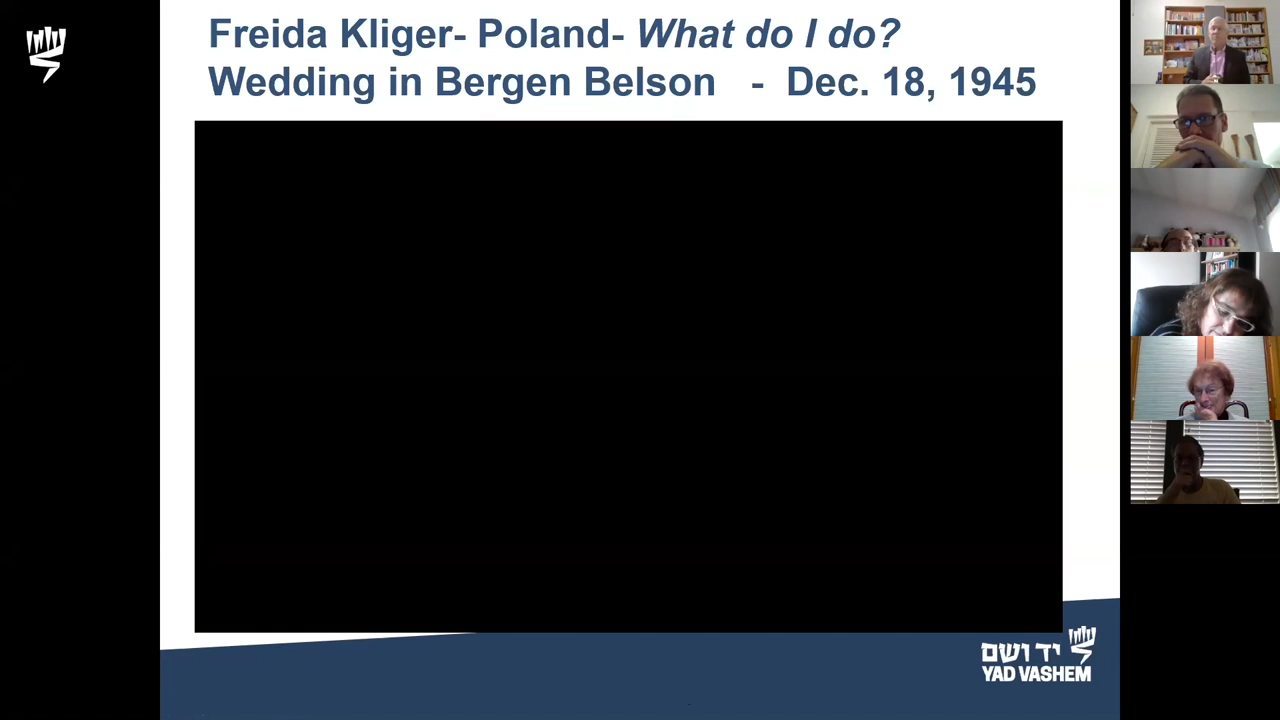 Freida Kliger- Poland- What do I do?
Wedding in Bergen Belson - Dec. 18, 1945
יד ושם
YAD VASHEM